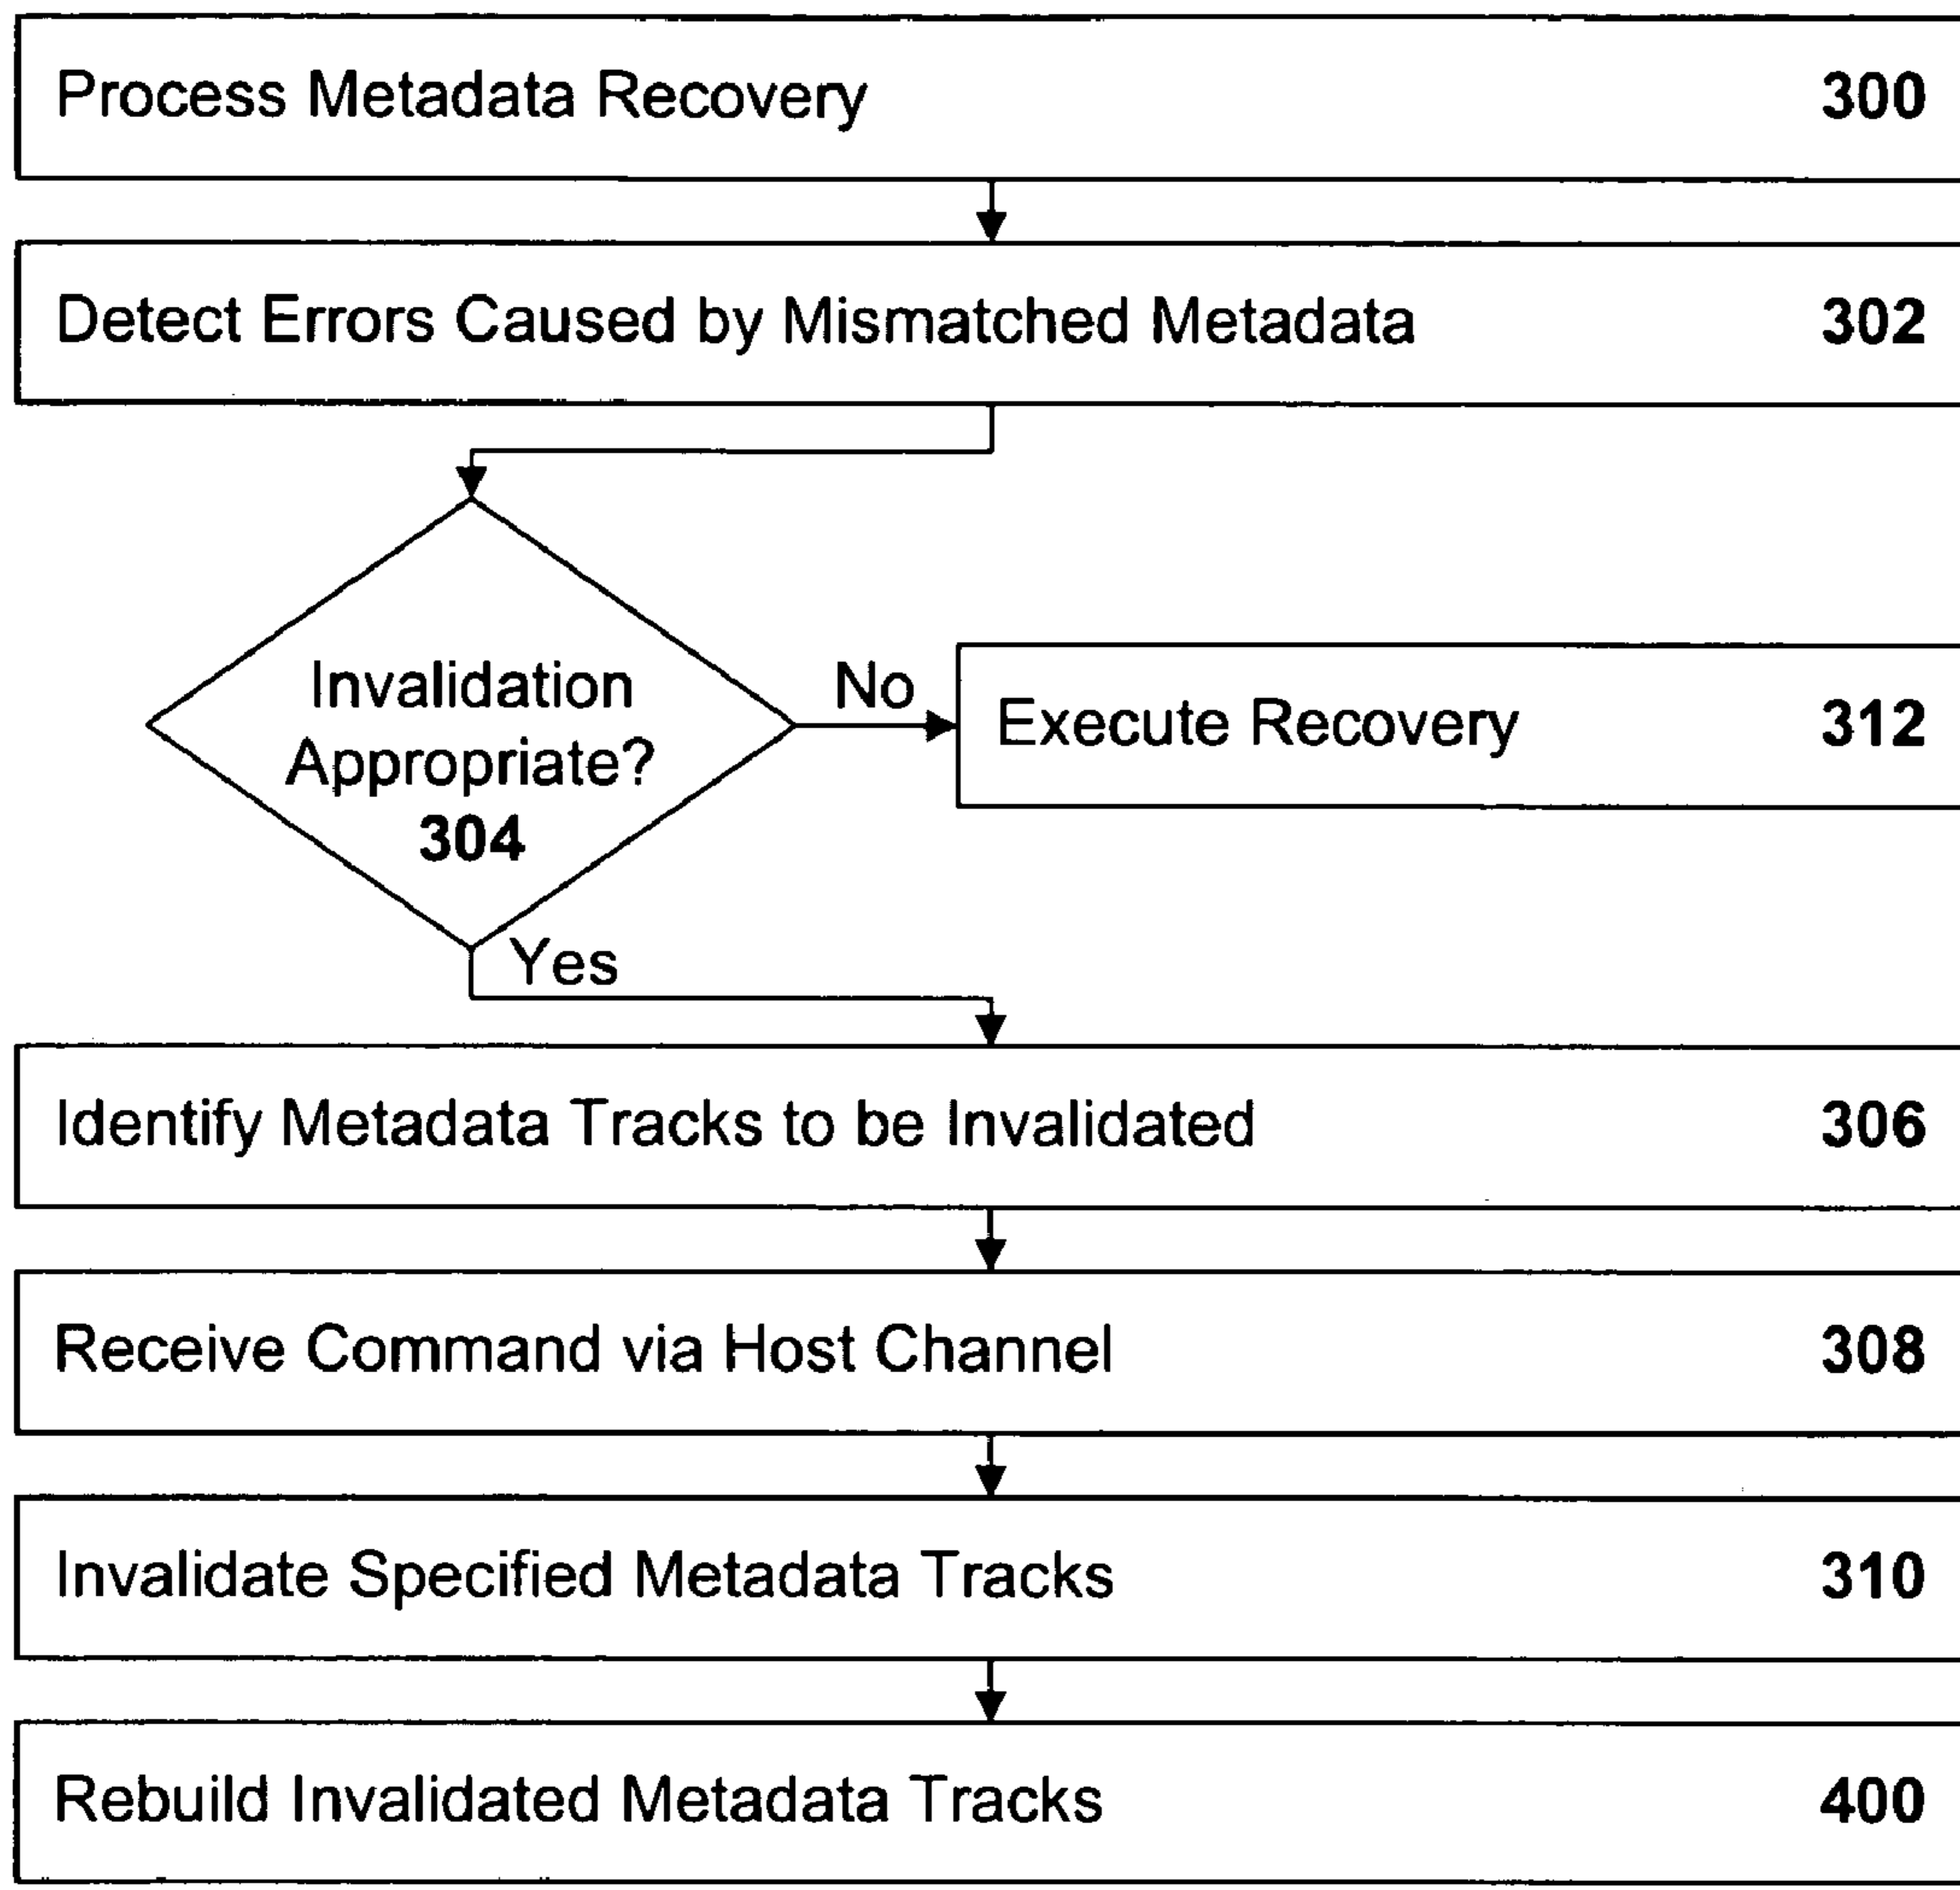 Process Metadata Recovery 300
Detect Errors Caused by Mismatched Metadata 302
Invalidation
Appropriate?
304
No
Execute Recovery 312
Yes
Identify Metadata Tracks to be Invalidated 306
Receive Command via Host Channel 308
Invalidate Specified Metadata Tracks 310
Rebuild Invalidated Metadata Tracks 400